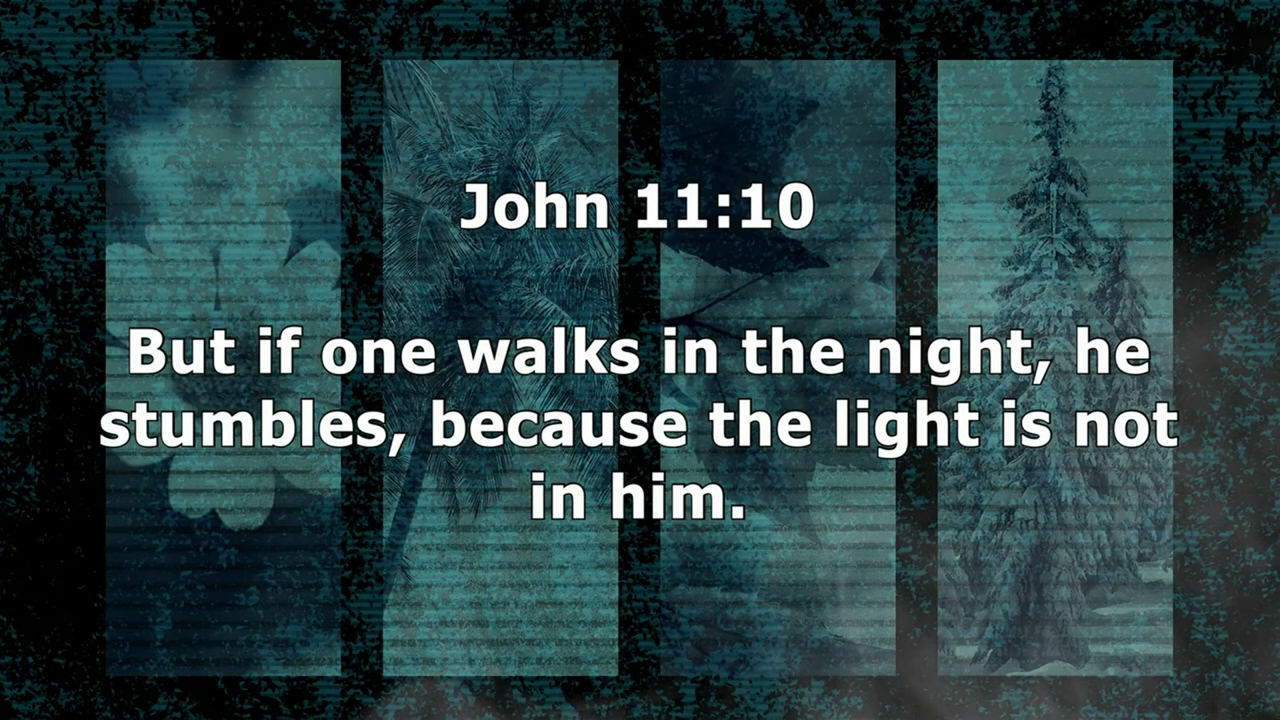 John 11:10
But if one walks in the night, he
stumbles, because the light is not
in him.